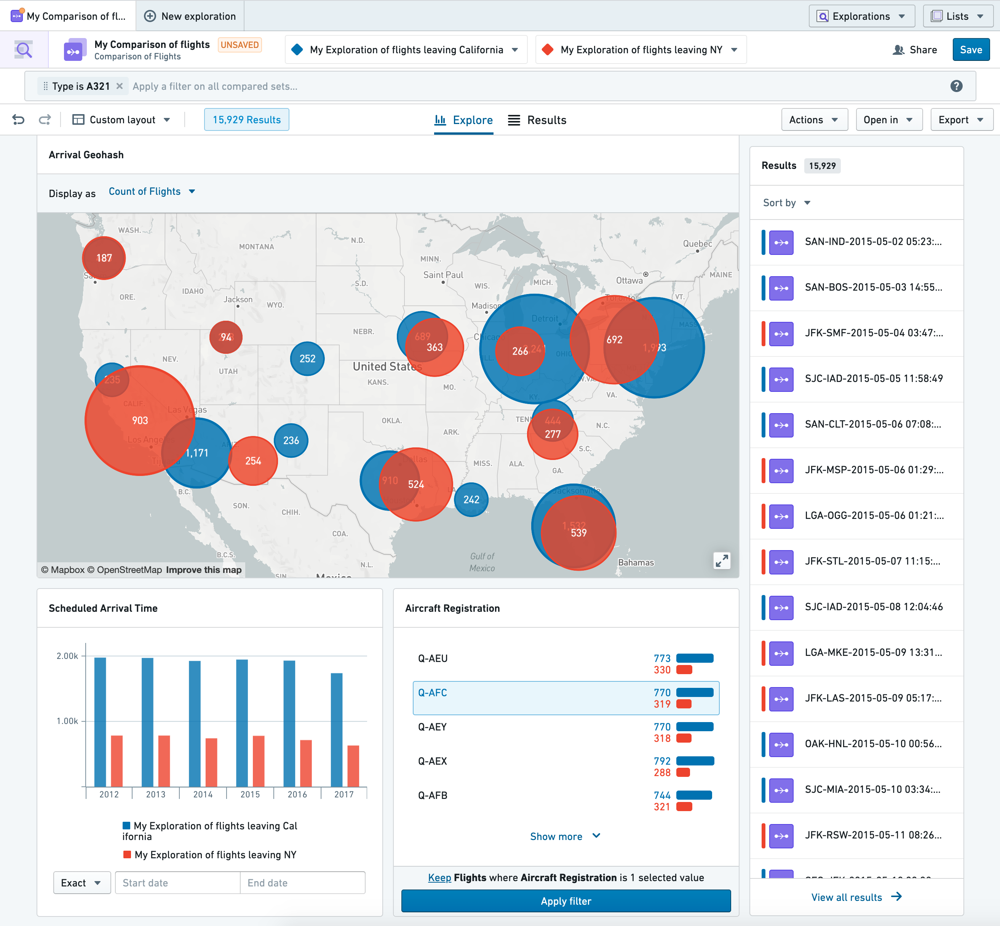 My Comparison of fl...
New exploration
Explorations
Lists
My Comparison of flights
UNSAVED
Comparison of Flights
My Exploration of flights leaving California
My Exploration of flights leaving NY
Share
Save
Type is A321
Apply a filter on all compared sets...
Custom layout
15,929 Results
Explore
Results
Actions
Open in
Export
Arrival Geohash
Display as
Count of Flights
WASH.
MONTANA
N.D.
MINN.
Quebec
187
Saint Paul
Ottawa
MAINE
S.D.
WIS.
MICH.
ORE.
IDAHO
Jackson
WYO.
Madison
Toronto
VT.
Detroit
MASS.
94
NEBR.
689
363
Chicago
266
692
1,993
OHIO
ILL.
252
NEV.
UTAH
United States
235
KANS.
MO.
W.VA.
VA.
KY.
CALIF.
Las Vegas
903
OKLA.
ARK.
TENN.
444
277
N.C.
S.C.
Los Angeles
ARIZ.
236
1,171
254
Dallas
MISS.
ALA.
GA.
910
524
LA.
242
Houston
Jacksonville
B.C.
SON.
CHIH.
1,532
539
COA.
B.C.S.
N.L.
Gulf of
Mexico
Bahamas
SIN.
Mexico
© Mapbox © OpenStreetMap Improve this map
Scheduled Arrival Time
2.00k
1.00k
2012
2013
2014
2015
2016
2017
My Exploration of flights leaving Cal
ifornia
My Exploration of flights leaving NY
Exact
Start date
End date
Aircraft Registration
Q-AEU
773
330
Q-AFC
770
319
Q-AEY
770
318
Q-AEX
792
288
Q-AFB
744
321
Show more
Keep Flights where Aircraft Registration is 1 selected value
Apply filter
Results
15,929
Sort by
SAN-IND-2015-05-02 05:23:...
SAN-BOS-2015-05-03 14:55...
JFK-SMF-2015-05-04 03:47:...
SJC-IAD-2015-05-05 11:58:49
SAN-CLT-2015-05-06 07:08:...
JFK-MSP-2015-05-06 01:29:...
LGA-OGG-2015-05-06 01:21:...
JFK-STL-2015-05-07 11:15:...
SJC-IAD-2015-05-08 12:04:46
LGA-MKE-2015-05-09 13:31...
JFK-LAS-2015-05-09 05:17:...
OAK-HNL-2015-05-10 00:56...
SJC-MIA-2015-05-10 03:34:...
JFK-RSW-2015-05-11 08:26...
View all results